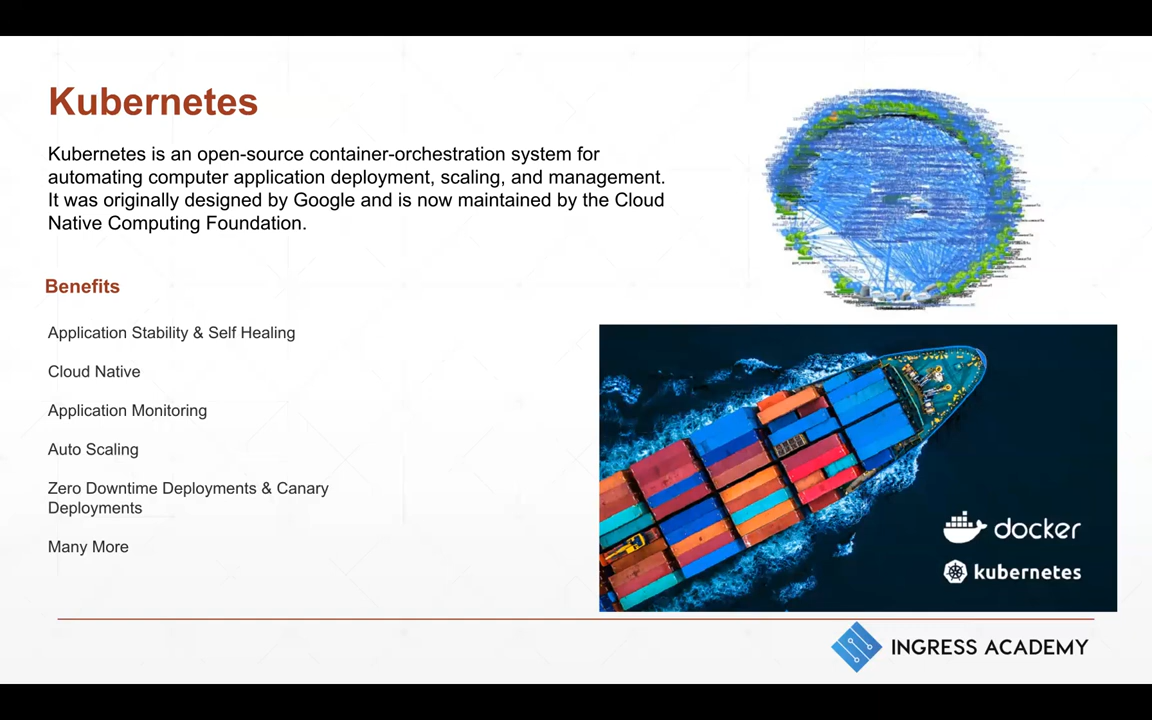 Kubernetes
Kubernetes is an open-source container-orchestration system for
automating computer application deployment, scaling, and management.
It was originally designed by Google and is now maintained by the Cloud
Native Computing Foundation.
Benefits
Application Stability & Self Healing
Cloud Native
Application Monitoring
Auto Scaling
Zero Downtime Deployments & Canary
Deployments
Many More
docker
kubernetes
INGRESS ACADEMY